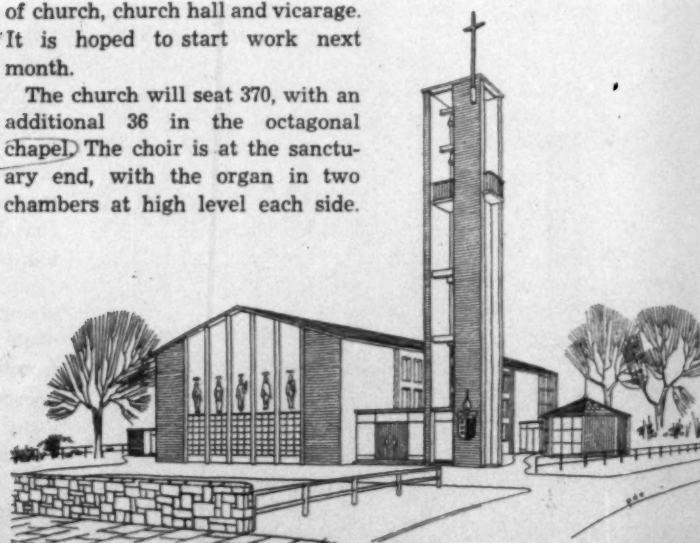 of church, church hall and vicarage.
It is hoped to start work next
month.
The church will seat 370, with an
additional 36 in the octagonal
chapel. The choir is at the sanctu-
ary end, with the organ in two
chambers at high level each side.